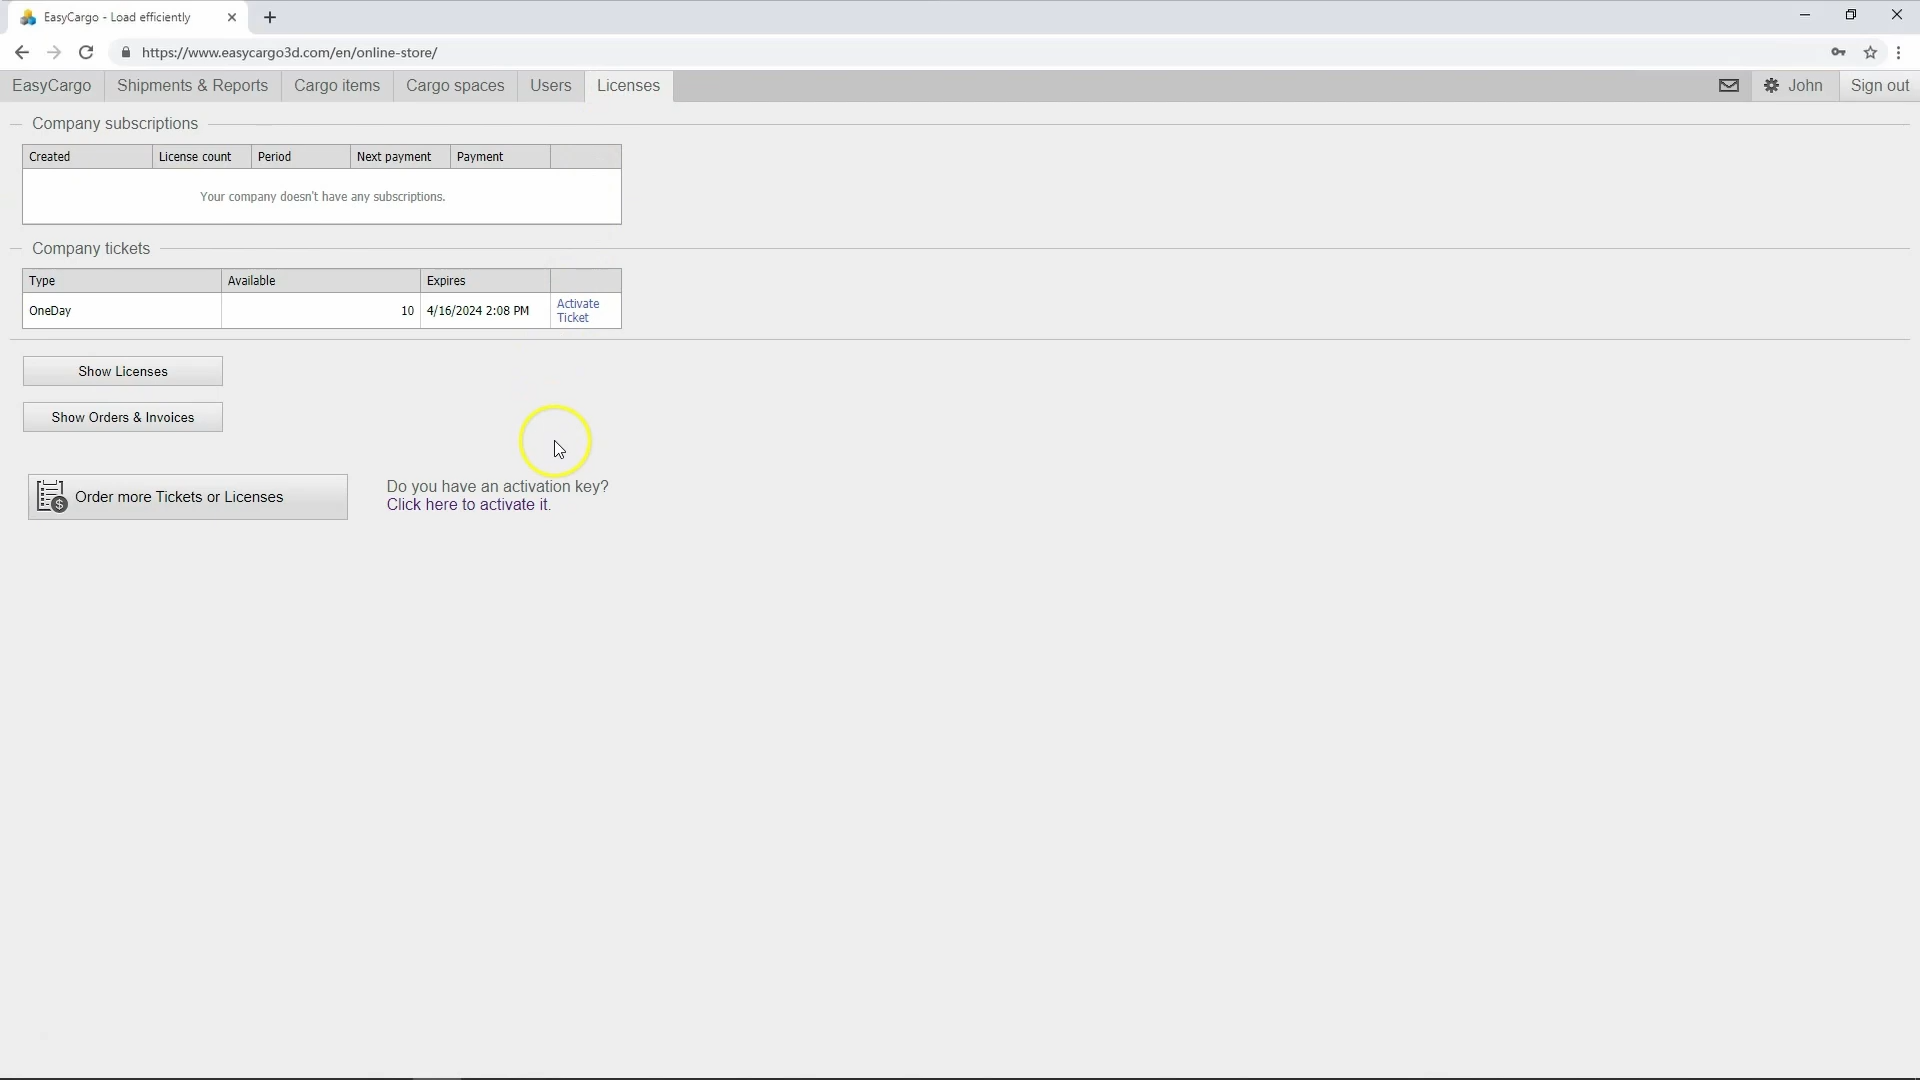 EasyCargo - Load efficiently
https://www.easycargo3d.com/en/online-store/
EasyCargo Shipments & Reports Cargo items Cargo spaces Users Licenses John Sign out
Company subscriptions
Created License count Period Next payment Payment
Your company doesn't have any subscriptions.
Company tickets
Type Available Expires
OneDay 10 4/16/2024 2:08 PM Activate
Ticket
Show Licenses
Show Orders & Invoices
Order more Tickets or Licenses
Do you have an activation key?
Click here to activate it.